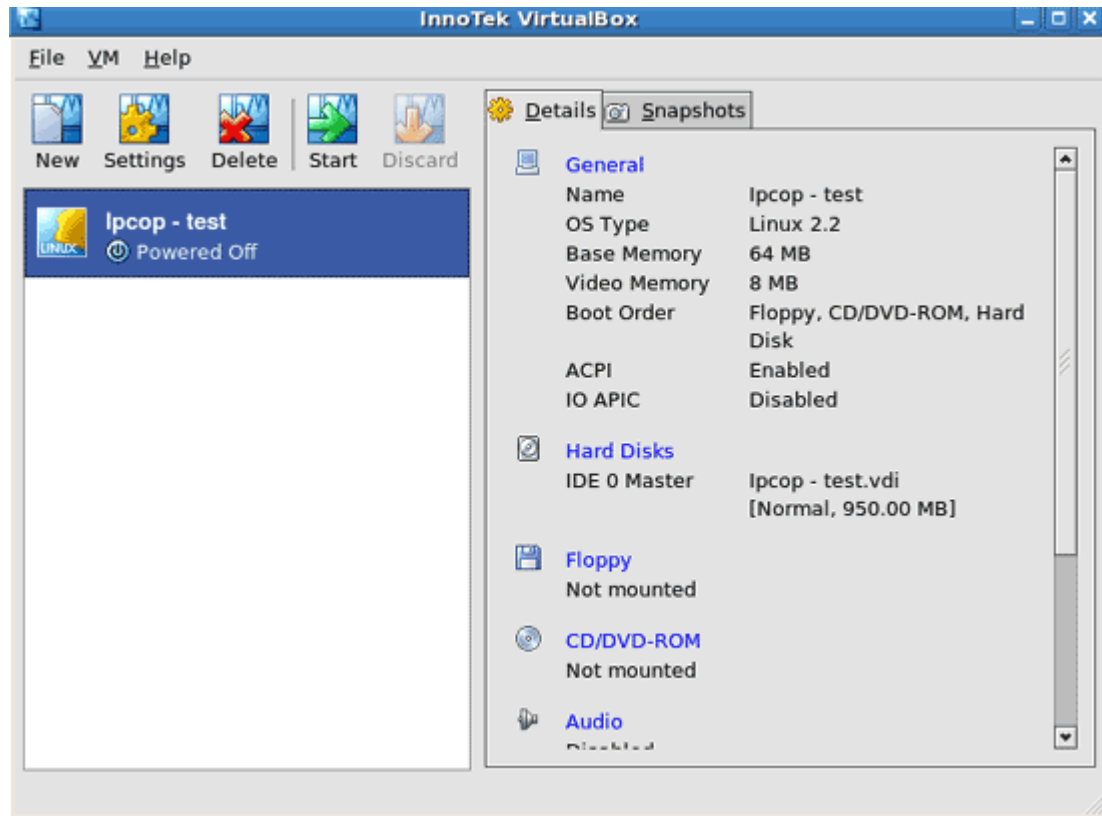 InnoTek VirtualBox
File VM Help
New Settings Delete Start Discard
Details Snapshots
Ipcop - test
LINUX
Powered Off
General
Name Ipcop - test
OS Type Linux 2.2
Base Memory 64 MB
Video Memory 8 MB
Boot Order Floppy, CD/DVD-ROM, Hard
Disk
ACPI Enabled
IO APIC Disabled
Hard Disks
IDE 0 Master Ipcop - test.vdi
[Normal, 950.00 MB]
Floppy
Not mounted
CD/DVD-ROM
Not mounted
Audio
Disabled